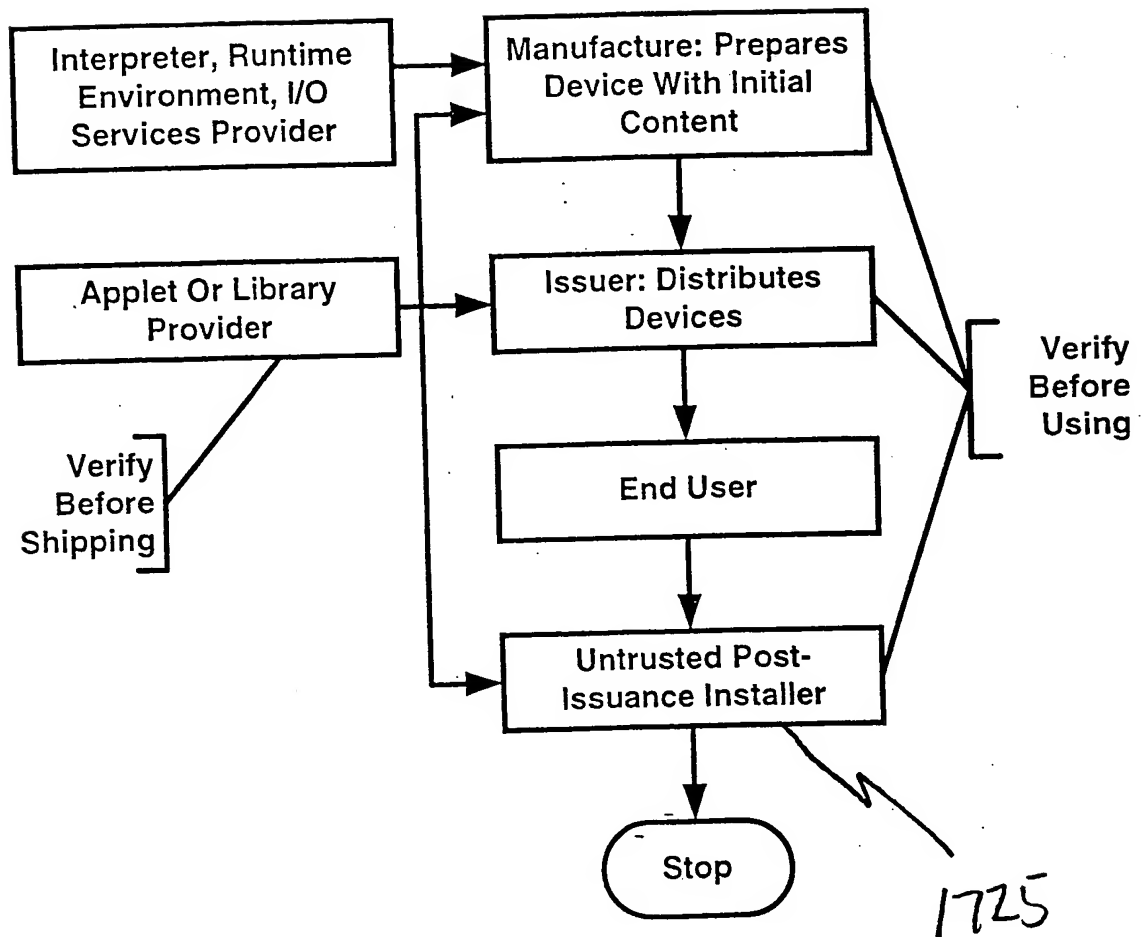 Interpreter, Runtime
Environment, I/O
Services Provider
Manufacture: Prepares
Device With Initial
Content
Applet Or Library
Provider
Issuer: Distributes
Devices
Verify
Before
Using
Verify
Before
Shipping
End User
Untrusted Post-
Issuance Installer
Stop
1725